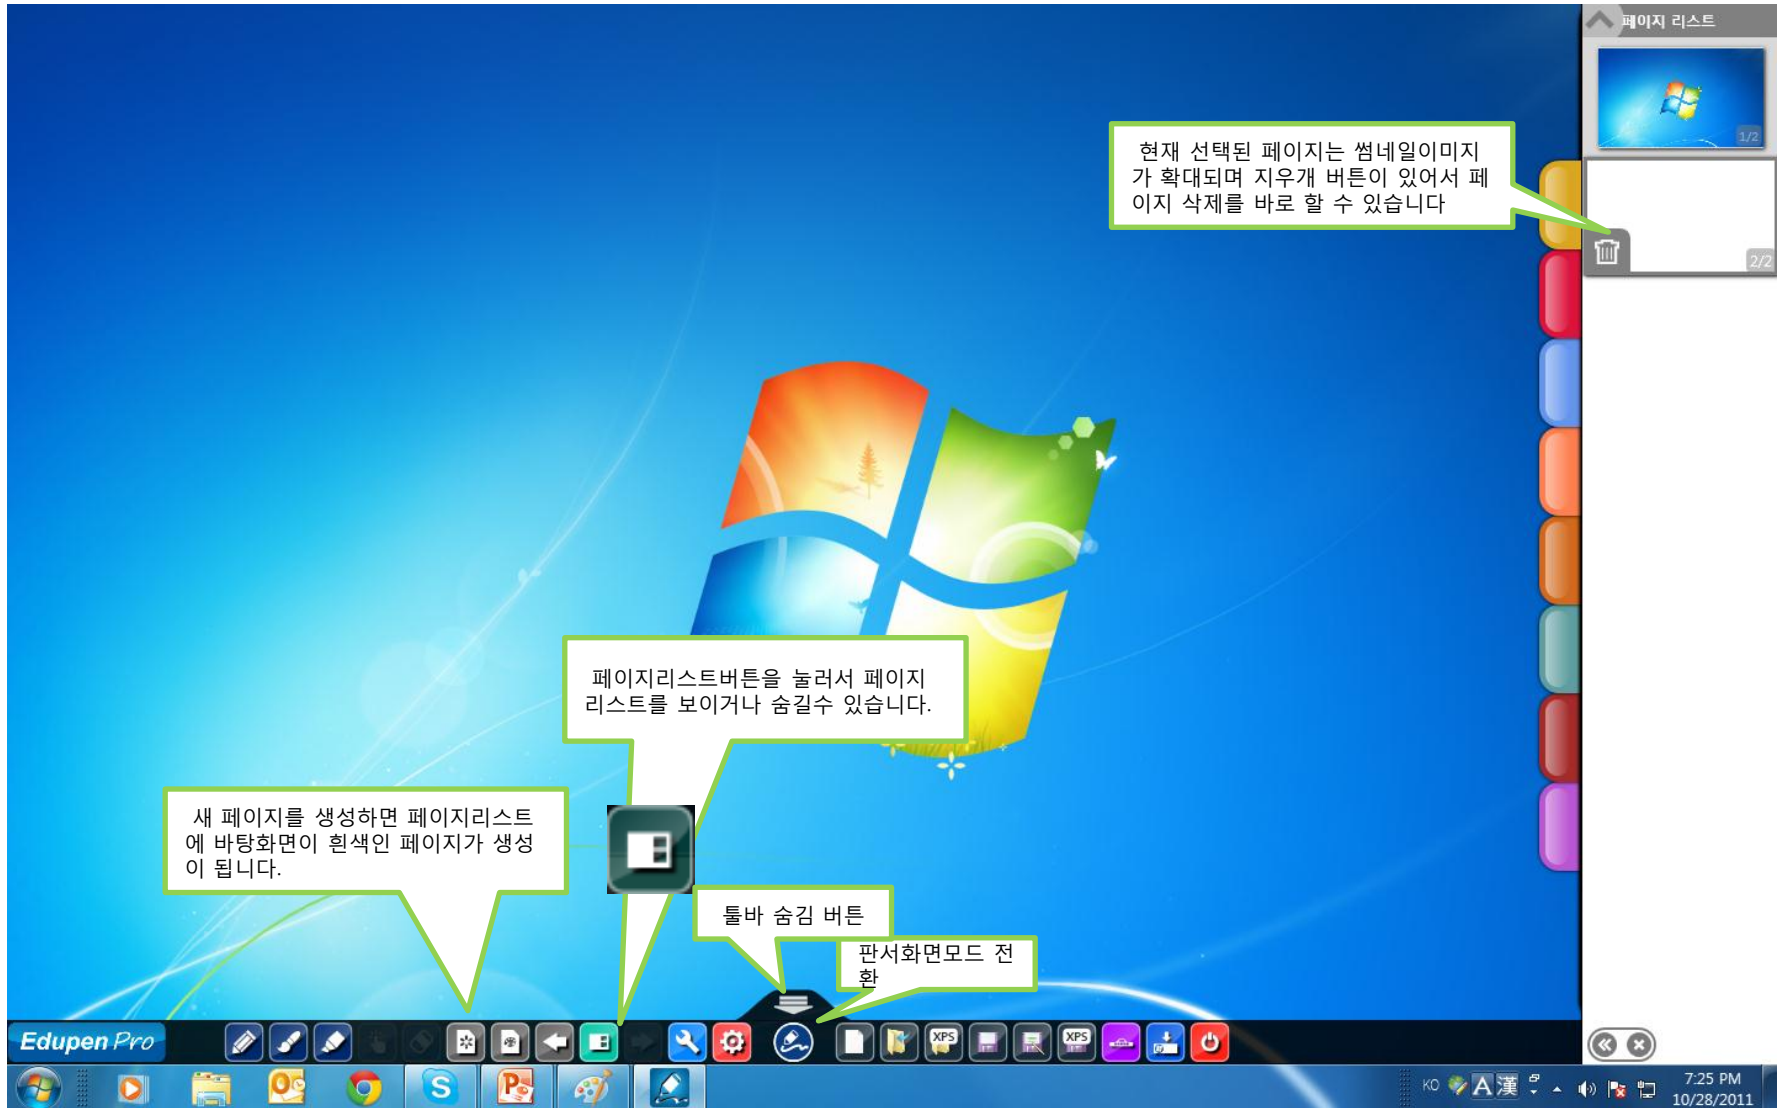 페이지 리스트
1/2
현재 선택된 페이지는 썸네일이미지
가 확대되며 지우개 버튼이 있어서 페
이지 삭제를 바로 할 수 있습니다
2/2
페이지리스트버튼을 눌러서 페이지
리스트를 보이거나 숨길수 있습니다.
새 페이지를 생성하면 페이지리스트
에 바탕화면이 흰색인 페이지가 생성
이 됩니다.
툴바 숨김 버튼
판서화면모드 전
환
Edupen Pro
XPS
XPS
KO
A 漢
7:25 PM
10/28/2011